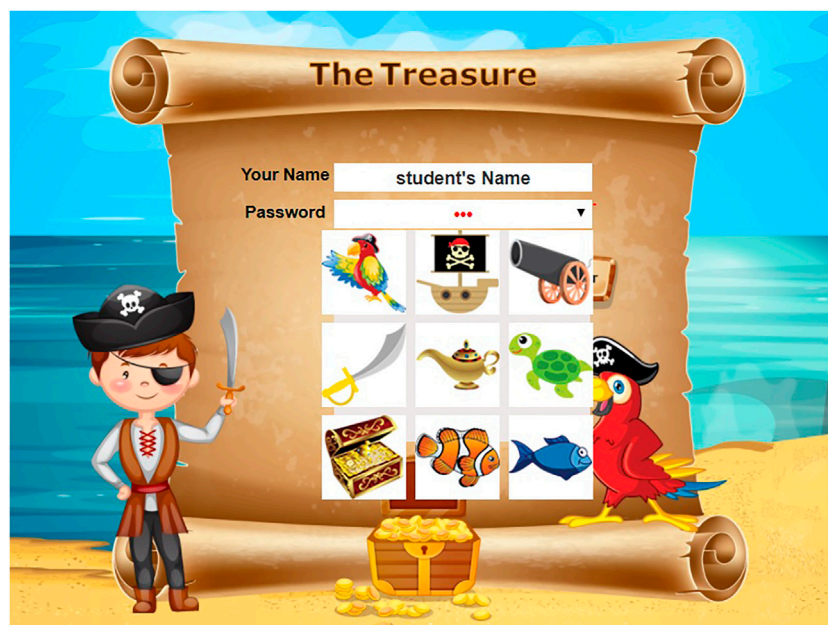 The Treasure
Your Name student's Name
Password •••
r